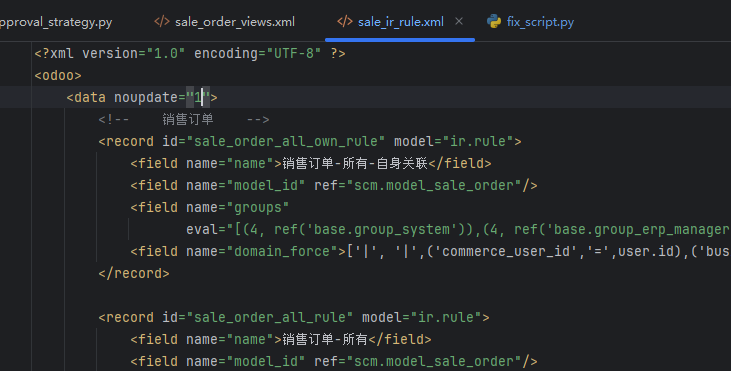 pproval_strategy.py
sale_order_views.xml
sale_ir_rule.xml
fix_script.py
<?xml version="1.0" encoding="UTF-8" ?>
<odoo>
<data noupdate="1">
<!-- 销售订单 -->
<record id="sale_order_all_own_rule" model="ir.rule">
<field name="name">销售订单-所有-自身关联</field>
<field name="model_id" ref="scm.model_sale_order"/>
<field name="groups"
eval="[(4, ref('base.group_system')),(4, ref('base.group_erp_manager
<field name="domain_force">['|', '|',('commerce_user_id','=',user.id),('bus
</record>
<record id="sale_order_all_rule" model="ir.rule">
<field name="name">销售订单-所有</field>
<field name="model_id" ref="scm.model_sale_order"/>